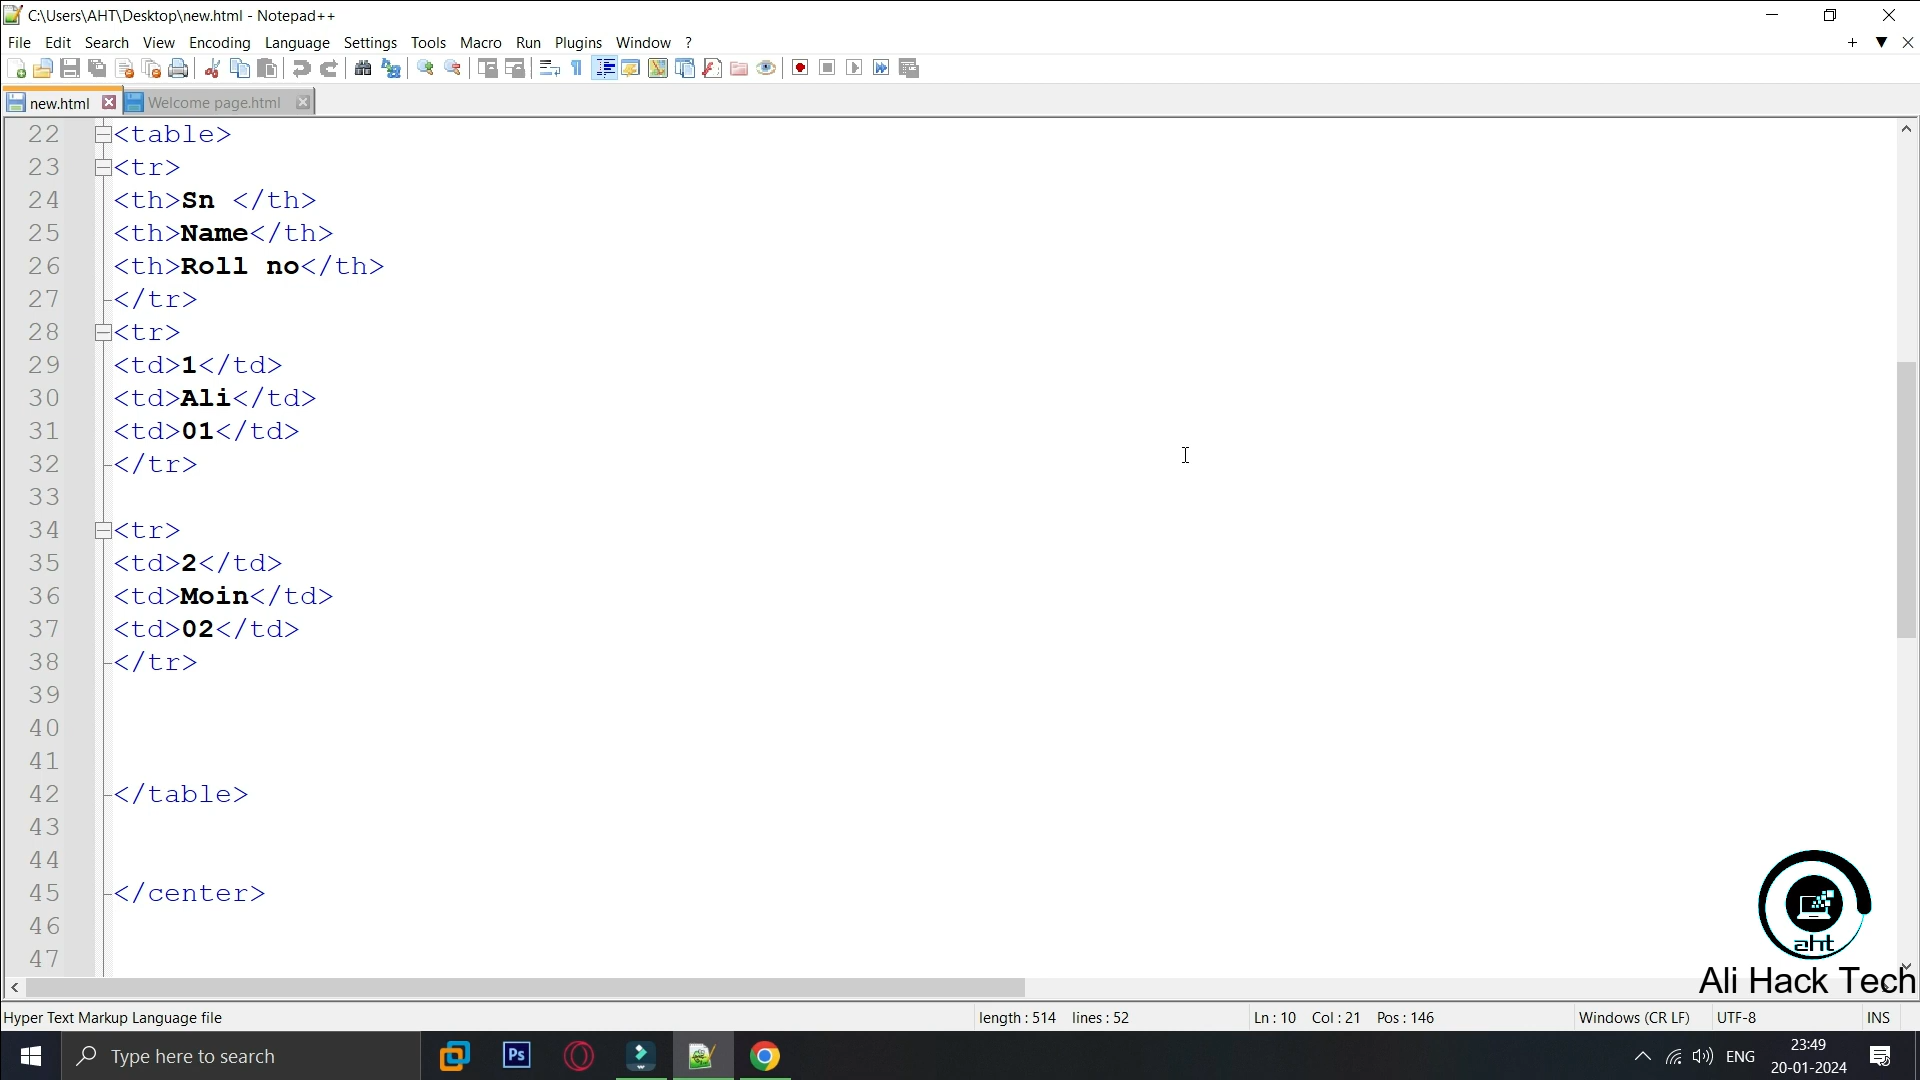 C:\Users\AHT\Desktop\new.html - Notepad++
File Edit Search View Encoding Language Settings Tools Macro Run Plugins Window ?
new.html Welcome page.html
22 <table>
23 <tr>
24 <th>Sn </th>
25 <th>Name</th>
26 <th>Roll no</th>
27 </tr>
28 <tr>
29 <td>1</td>
30 <td>Ali</td>
31 <td>01</td>
32 </tr>
33
34 <tr>
35 <td>2</td>
36 <td>Moin</td>
37 <td>02</td>
38 </tr>
39
40
41
42 </table>
43
44
45 </center>
46
47
aht
Ali Hack Tech
Hyper Text Markup Language file length : 514 lines : 52 Ln : 10 Col : 21 Pos : 146 Windows (CR LF) UTF-8 INS
Type here to search Ps ENG 23:49
20-01-2024